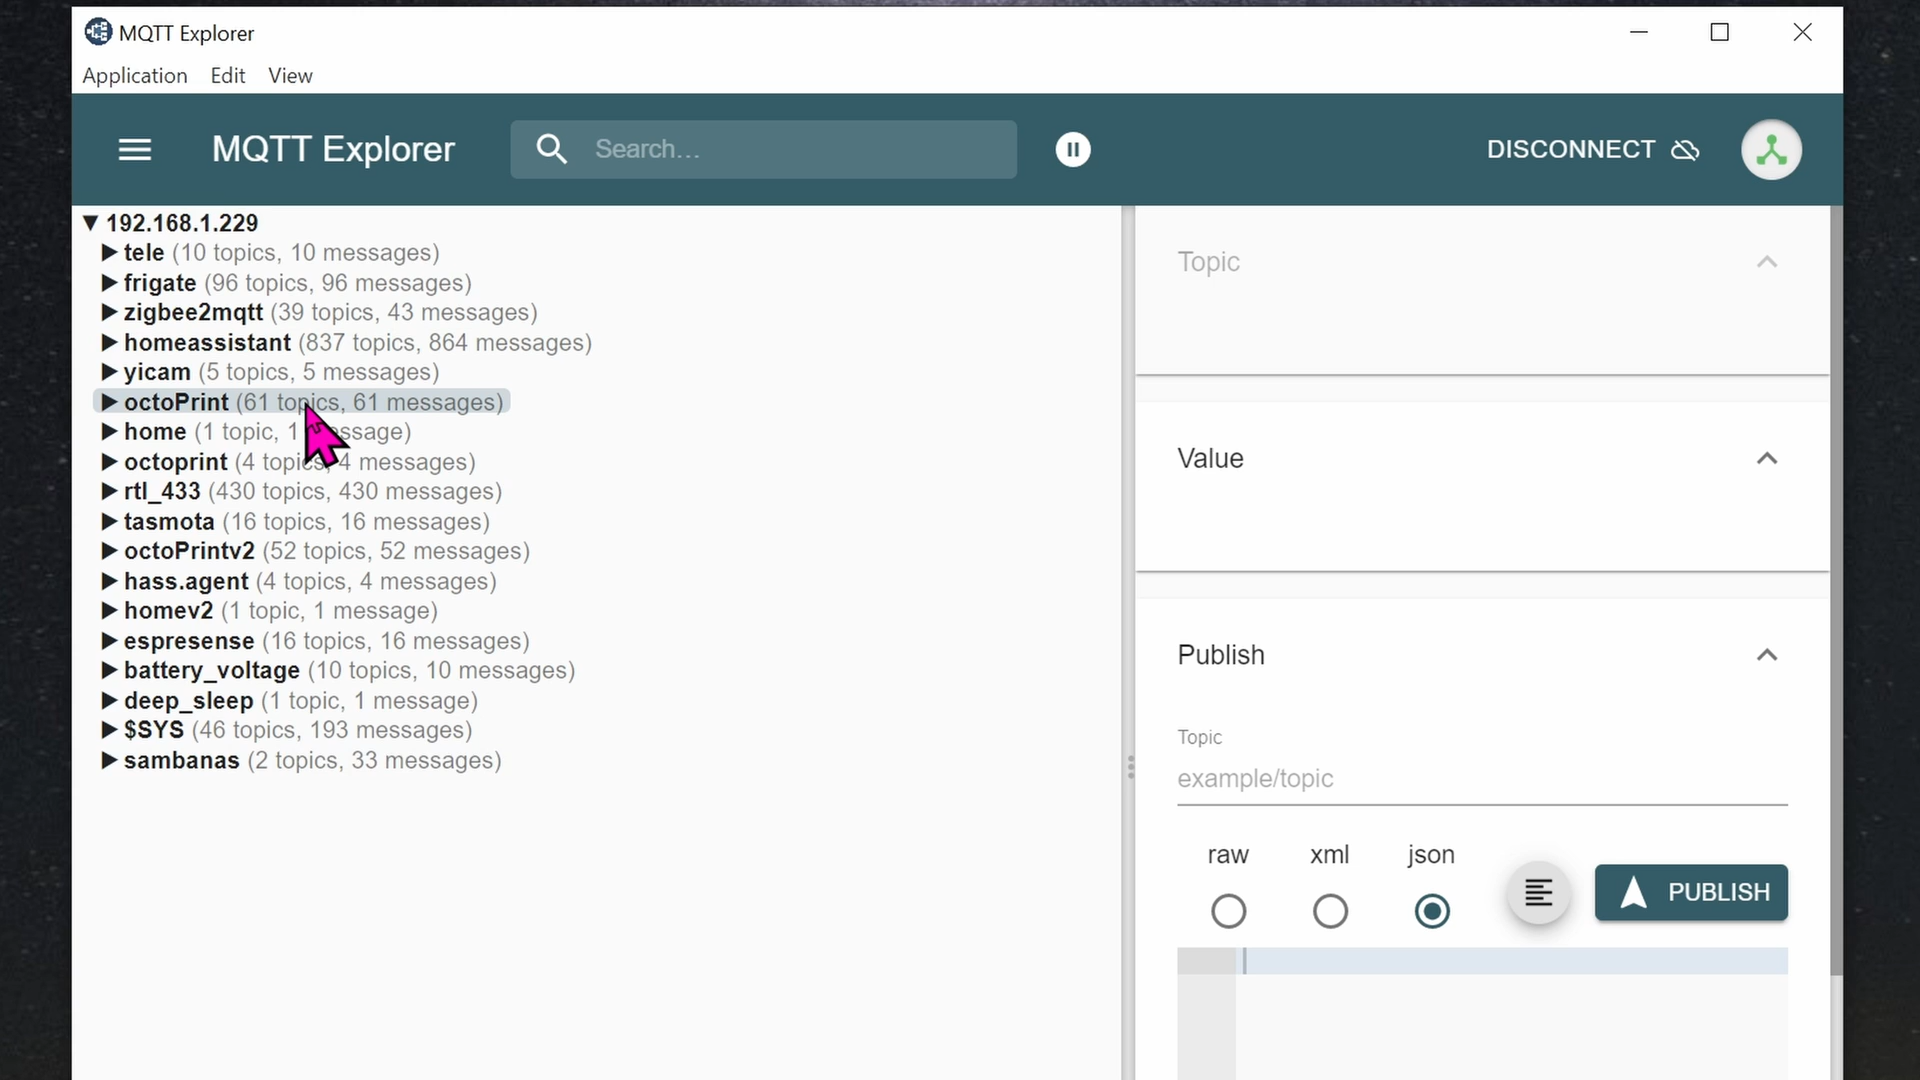 MQTT Explorer
Application Edit View
MQTT Explorer
Search...
DISCONNECT
▼ 192.168.1.229
▶ tele (10 topics, 10 messages)
▶ frigate (96 topics, 96 messages)
▶ zigbee2mqtt (39 topics, 43 messages)
▶ homeassistant (837 topics, 864 messages)
▶ yicam (5 topics, 5 messages)
▶ octoPrint (61 topics, 61 messages)
▶ home (1 topic, 1 message)
▶ octoprint (4 topics, 4 messages)
▶ rtl_433 (430 topics, 430 messages)
▶ tasmota (16 topics, 16 messages)
▶ octoPrintv2 (52 topics, 52 messages)
▶ hass.agent (4 topics, 4 messages)
▶ homev2 (1 topic, 1 message)
▶ espresense (16 topics, 16 messages)
▶ battery_voltage (10 topics, 10 messages)
▶ deep_sleep (1 topic, 1 message)
▶ $SYS (46 topics, 193 messages)
▶ sambanas (2 topics, 33 messages)
Topic
Value
Publish
Topic
example/topic
raw xml json
PUBLISH